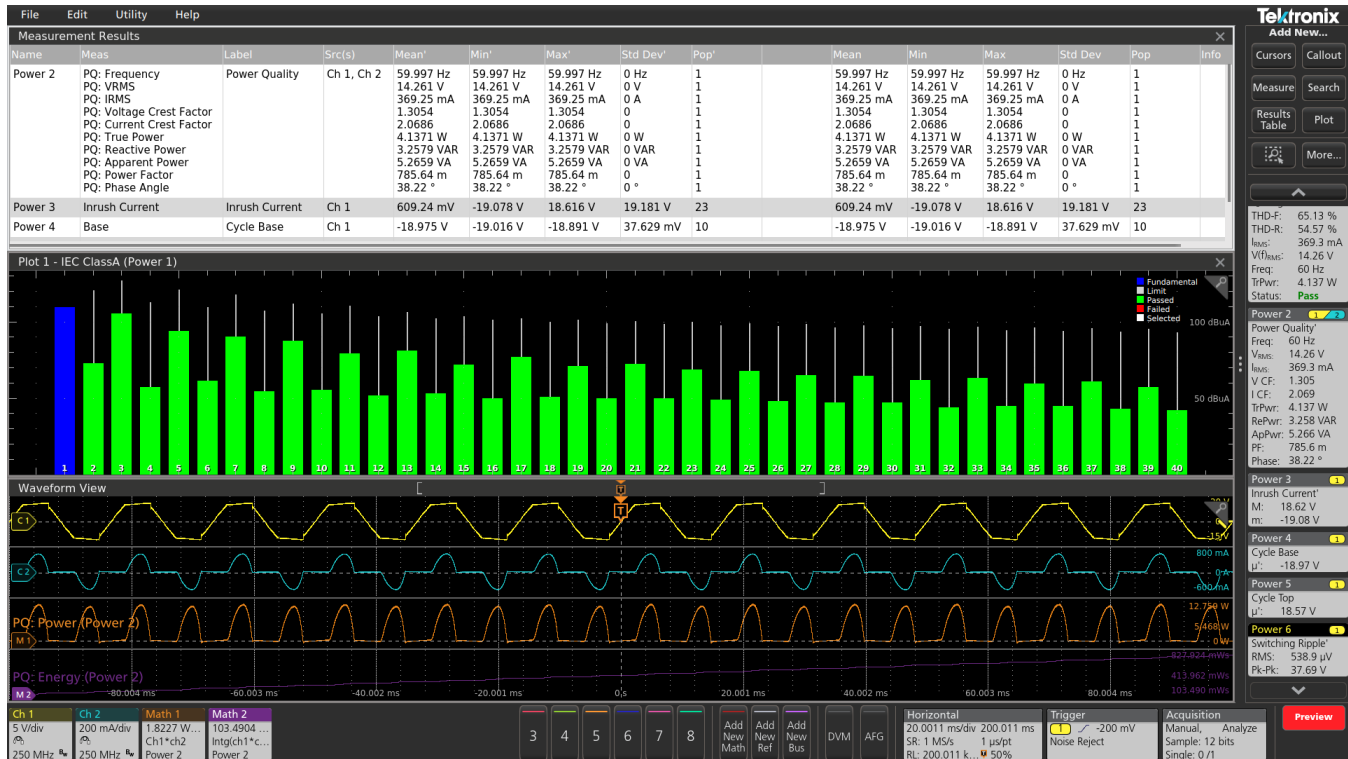 File Edit Utility Help
Tektronix
Measurement Results
Add New...
Name Meas Label Src(s) Mean' Min' Max' Std Dev' Pop' Mean Min Max Std Dev Pop Info
Power 2 PQ: Frequency Power Quality Ch 1, Ch 2 59.997 Hz 59.997 Hz 59.997 Hz 0 Hz 1 59.997 Hz 59.997 Hz 59.997 Hz 0 Hz 1
PQ: VRMS 14.261 V 14.261 V 14.261 V 0 V 1 14.261 V 14.261 V 14.261 V 0 V 1
PQ: IRMS 369.25 mA 369.25 mA 369.25 mA 0 A 1 369.25 mA 369.25 mA 369.25 mA 0 A 1
PQ: Voltage Crest Factor 1.3054 1.3054 1.3054 0 1 1.3054 1.3054 1.3054 0 1
PQ: Current Crest Factor 2.0686 2.0686 2.0686 0 1 2.0686 2.0686 2.0686 0 1
PQ: True Power 4.1371 W 4.1371 W 4.1371 W 0 W 1 4.1371 W 4.1371 W 4.1371 W 0 W 1
PQ: Reactive Power 3.2579 VAR 3.2579 VAR 3.2579 VAR 0 VAR 1 3.2579 VAR 3.2579 VAR 3.2579 VAR 0 VAR 1
PQ: Apparent Power 5.2659 VA 5.2659 VA 5.2659 VA 0 VA 1 5.2659 VA 5.2659 VA 5.2659 VA 0 VA 1
PQ: Power Factor 785.64 m 785.64 m 785.64 m 0 1 785.64 m 785.64 m 785.64 m 0 1
PQ: Phase Angle 38.22 ° 38.22 ° 38.22 ° 0 ° 1 38.22 ° 38.22 ° 38.22 ° 0 ° 1
Power 3 Inrush Current Inrush Current Ch 1 609.24 mV -19.078 V 18.616 V 19.181 V 23 609.24 mV -19.078 V 18.616 V 19.181 V 23
Power 4 Base Cycle Base Ch 1 -18.975 V -19.016 V -18.891 V 37.629 mV 10 -18.975 V -19.016 V -18.891 V 37.629 mV 10
Cursors Callout
Measure Search
Results Table Plot
More...
THD-F: 65.13 %
THD-R: 54.57 %
IRMS: 369.3 mA
V(f)RMS: 14.26 V
Freq: 60 Hz
TrPwr: 4.137 W
Status: Pass
Power 2 1 2
Power Quality'
Freq: 60 Hz
VRMS: 14.26 V
IRMS: 369.3 mA
V CF: 1.305
I CF: 2.069
TrPwr: 4.137 W
RePwr: 3.258 VAR
ApPwr: 5.266 VA
PF: 785.6 m
Phase: 38.22 °
Power 3 1
Inrush Current'
M: 18.62 V
m: -19.08 V
Power 4 1
Cycle Base
µ': -18.97 V
Power 5 1
Cycle Top
µ': 18.57 V
Power 6 1
Switching Ripple'
RMS: 538.9 µV
Pk-Pk: 37.69 V
Plot 1 - IEC ClassA (Power 1)
Fundamental
Limit
Passed
Failed
Selected
100 dBuA
50 dBuA
1 2 3 4 5 6 7 8 9 10 11 12 13 14 15 16 17 18 19 20 21 22 23 24 25 26 27 28 29 30 31 32 33 34 35 36 37 38 39 40
Waveform View
T
T
C 1
-15 V
C 2
800 mA
0 A
-600 mA
PQ: Power (Power 2)
M 1
12.759 W
5.468 W
0 W
PQ: Energy (Power 2)
M 2
827.924 mWs
413.962 mWs
103.490 mWs
-80.004 ms -60.003 ms -40.002 ms -20.001 ms 0 s 20.001 ms 40.002 ms 60.003 ms 80.004 ms
Ch 1
5 V/div
250 MHz Bw
Ch 2
200 mA/div
250 MHz Bw
Math 1
1.8227 W...
Ch1*ch2
Power 2
Math 2
103.4904 ...
Intg(ch1*c...
Power 2
3 4 5 6 7 8
Add New Math
Add New Ref
Add New Bus
DVM AFG
Horizontal
20.0011 ms/div 200.011 ms
SR: 1 MS/s 1 µs/pt
RL: 200.011 k... 50%
Trigger
1 -200 mV
Noise Reject
Acquisition
Manual, Analyze
Sample: 12 bits
Single: 0 /1
Preview